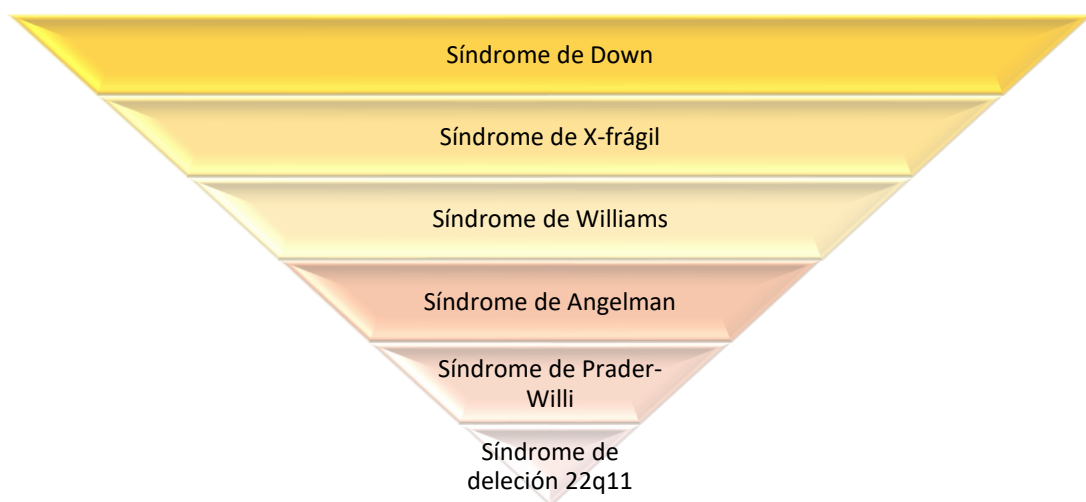 Síndrome de Down
Síndrome de X-frágil
Síndrome de Williams
Síndrome de Angelman
Síndrome de Prader-
Willi
Síndrome de
deleción 22q11